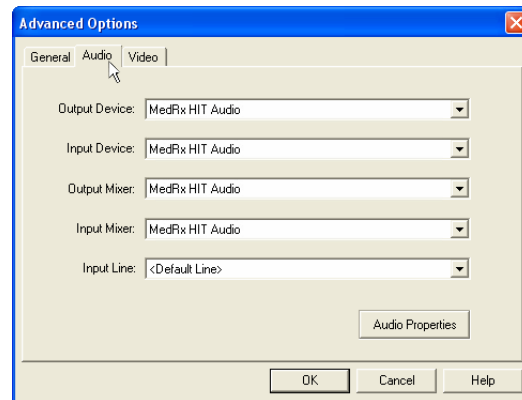 Advanced Options
General Audio Video
Output Device: MedRx HIT Audio
Input Device: MedRx HIT Audio
Output Mixer: MedRx HIT Audio
Input Mixer: MedRx HIT Audio
Input Line: <Default Line>
Audio Properties
OK Cancel Help